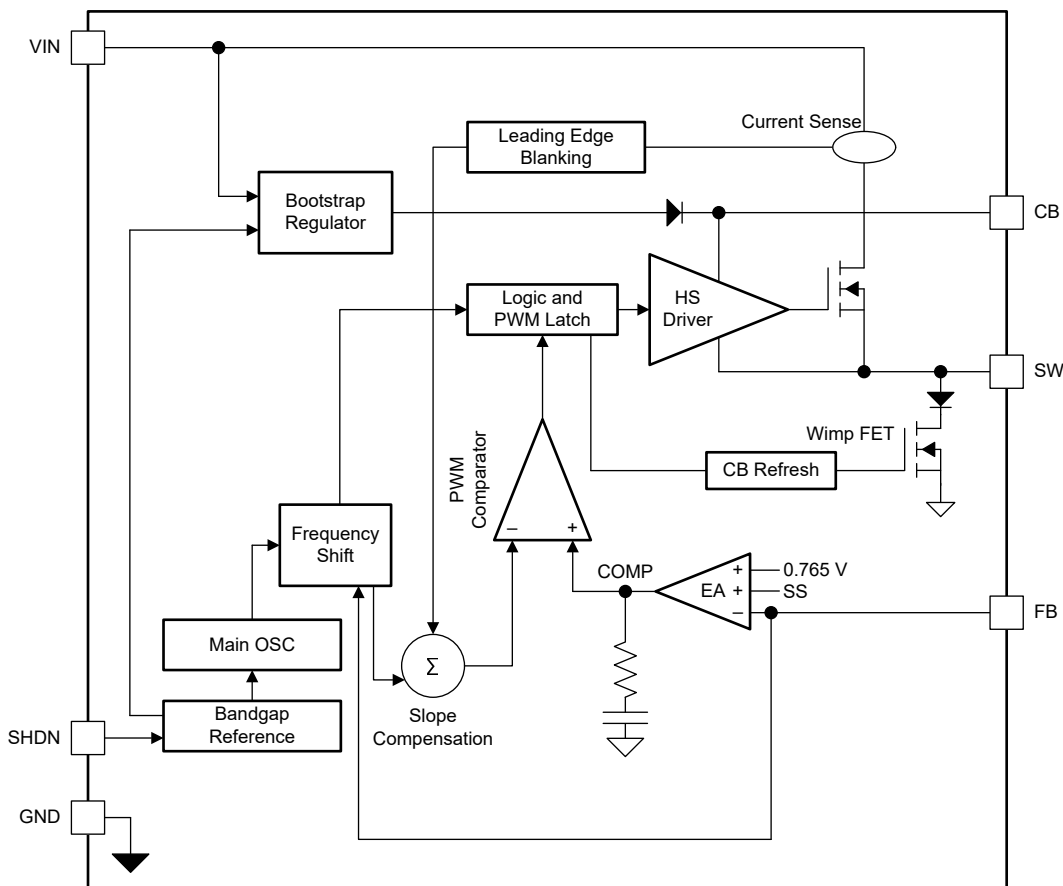 VIN
Current Sense
Leading Edge
Blanking
Bootstrap
Regulator
CB
Logic and
PWM Latch
HS
Driver
SW
Wimp FET
CB Refresh
PWM
Comparator
–
+
Frequency
Shift
COMP
EA
+
+
–
0.765 V
SS
FB
Main OSC
Σ
Slope
Compensation
SHDN
Bandgap
Reference
GND